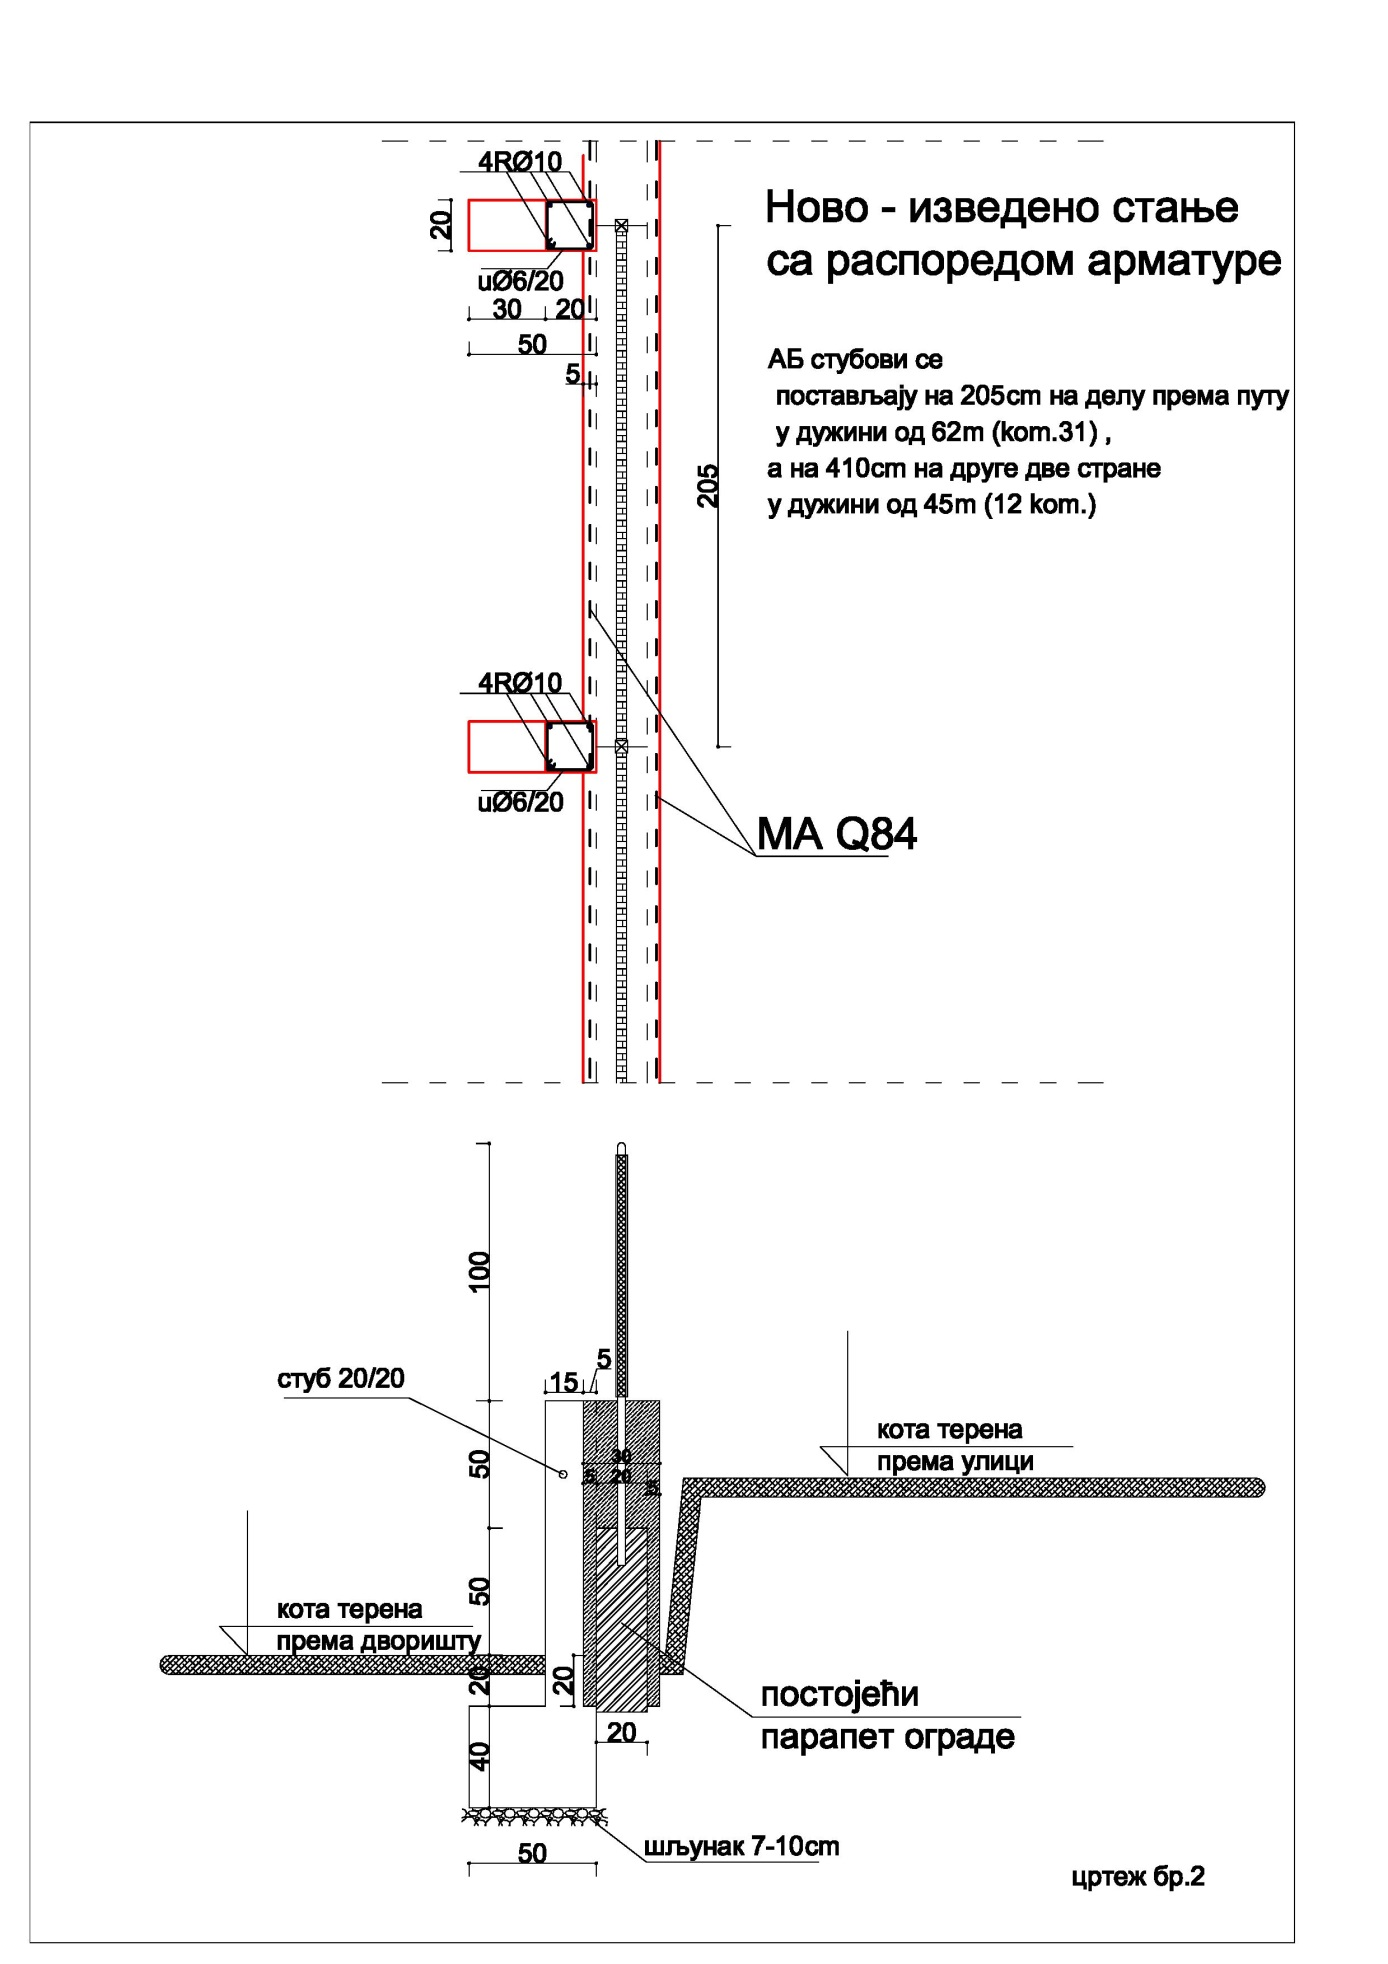 4RØ10
20
uØ6/20
30
20
50
5
Ново - изведено стање
са распоредом арматуре
АБ стубови се
постављају на 205cm на делу према путу
у дужини од 62m (kom.31) ,
а на 410cm на друге две стране
у дужини од 45m (12 kom.)
205
4RØ10
uØ6/20
MA Q84
100
5
15
стуб 20/20
50
30
5
20
5
кота терена
према улици
50
кота терена
према дворишту
20
20
постојећи
парапет ограде
20
40
шљунак 7-10cm
50
цртеж бр.2